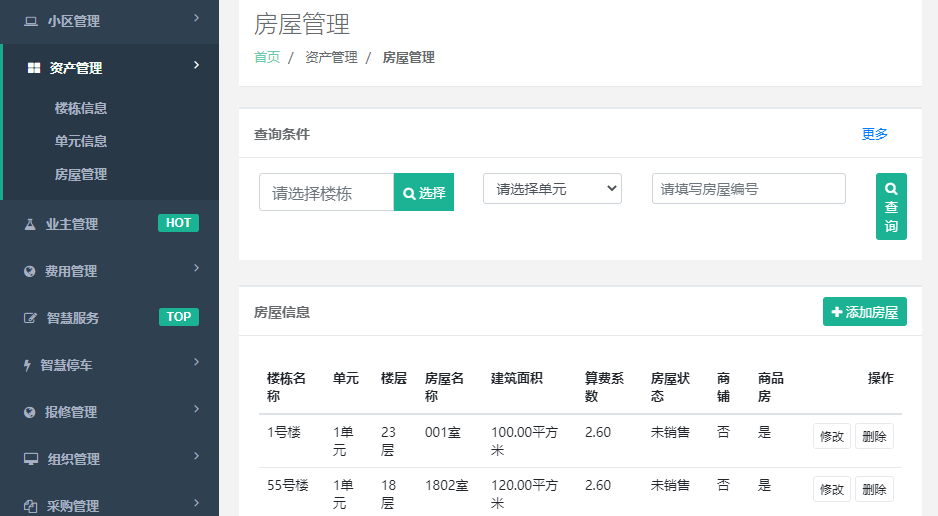 小区管理
资产管理
楼栋信息
单元信息
房屋管理
业主管理 HOT
费用管理
智慧服务 TOP
智慧停车
报修管理
组织管理
采购管理
房屋管理
首页 / 资产管理 / 房屋管理
查询条件 更多
请选择楼栋 选择 请选择单元 请填写房屋编号 查
询
房屋信息 添加房屋
楼栋名 单元 楼层 房屋名 建筑面积 算费系 房屋状 商 商品 操作
称 称 数 态 铺 房
1号楼 1单 23 001室 100.00平方 2.60 未销售 否 是 修改 删除
元 层 米
55号楼 1单 18 1802室 120.00平方 2.60 未销售 否 是 修改 删除
元 层 米